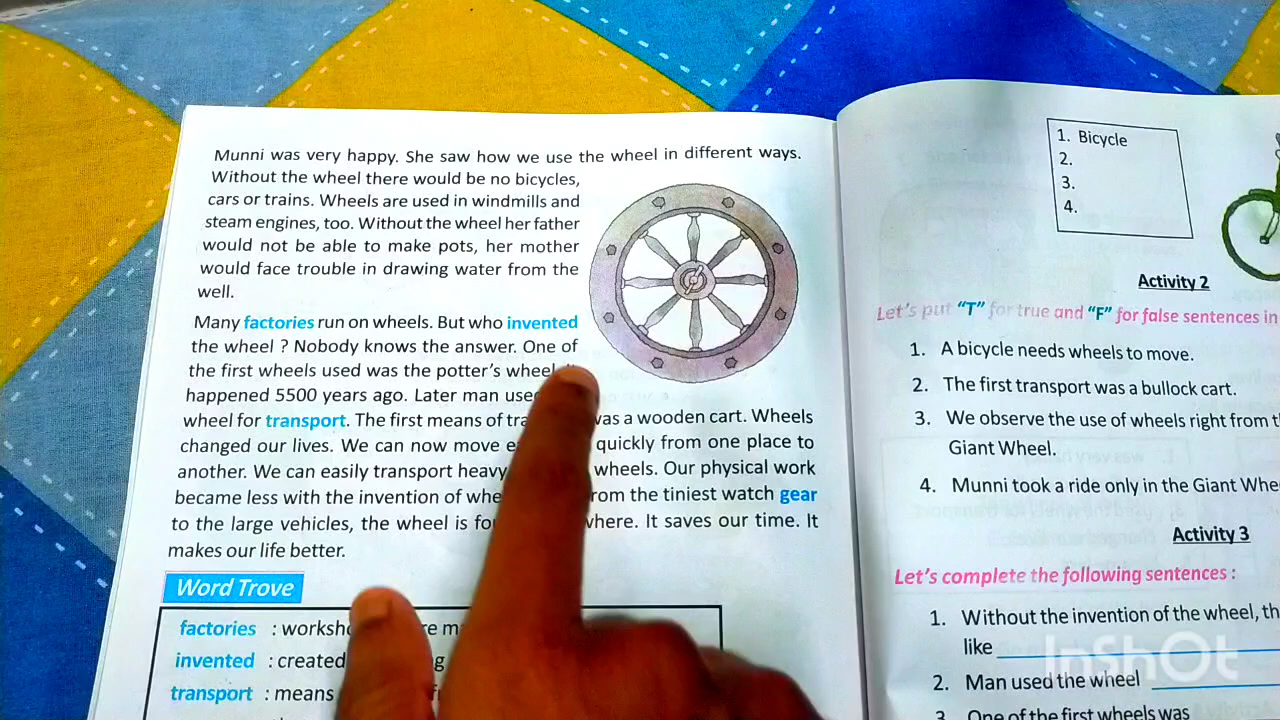 Munni was very happy. She saw how we use the wheel in different ways.
Without the wheel there would be no bicycles,
cars or trains. Wheels are used in windmills and
steam engines, too. Without the wheel her father
would not be able to make pots, her mother
would face trouble in drawing water from the
well.
Many factories run on wheels. But who invented
the wheel ? Nobody knows the answer. One of
the first wheels used was the potter's wheel.
happened 5500 years ago. Later man used
wheel for transport. The first means of was a wooden cart. Wheels
changed our lives. We can now move quickly from one place to
another. We can easily transport heavy wheels. Our physical work
became less with the invention of from the tiniest watch gear
to the large vehicles, the wheel is It saves our time. It
makes our life better.
Word Trove
factories :
invented : created
transport : means
1. Bicycle
2.
3.
4.
Activity 2
Let's put "T" for true and "F" for false sentences in
1. A bicycle needs wheels to move.
2. The first transport was a bullock cart.
3. We observe the use of wheels right from
Giant Wheel.
4. Munni took a ride only in the Giant
Activity 3
Let's complete the following sentences :
1. Without the invention of the wheel,
like
2. Man used the wheel
3. One of the first wheels was
InShOt